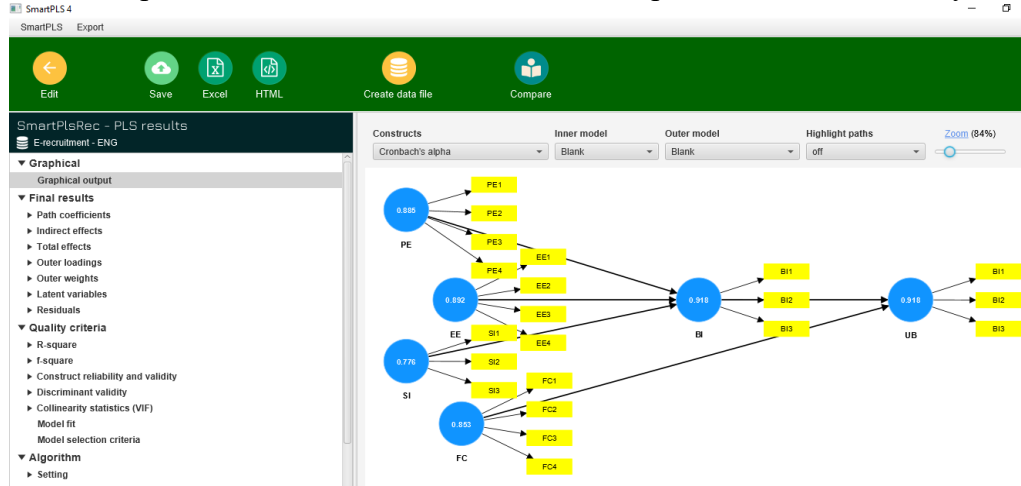 SmartPLS 4
SmartPLS Export
Edit Save Excel HTML Create data file Compare
SmartPlsRec - PLS results
E-recruitment - ENG
Graphical
Graphical output
Final results
Path coefficients
Indirect effects
Total effects
Outer loadings
Outer weights
Latent variables
Residuals
Quality criteria
R-square
f-square
Construct reliability and validity
Discriminant validity
Collinearity statistics (VIF)
Model fit
Model selection criteria
Algorithm
Setting
Constructs Inner model Outer model Highlight paths Zoom (84%)
Cronbach's alpha Blank Blank off
PE1
0.885 PE2
PE PE3
EE1
PE4 BI1 BI1
EE2
0.892 0.918 BI2 0.918 BI2
EE3
EE SI1 BI BI3 UB BI3
EE4
0.776 SI2
SI SI3 FC1
FC2
0.853
FC3
FC
FC4